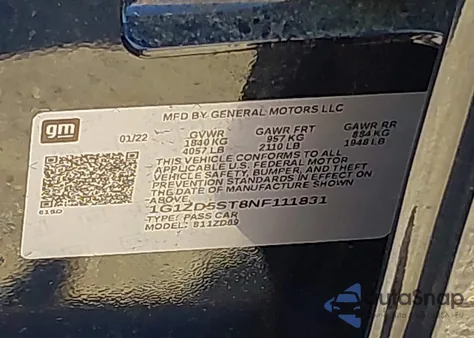 MFD BY GENERAL MOTORS LLC
gm
01/22 GVWR GAWR FRT GAWR RR
1840 KG 957 KG 884 KG
4057 LB 2110 LB 1948 LB
THIS VEHICLE CONFORMS TO ALL
APPLICABLE U.S. FEDERAL MOTOR
VEHICLE SAFETY, BUMPER, AND THEFT
PREVENTION STANDARDS IN EFFECT ON
THE DATE OF MANUFACTURE SHOWN
ABOVE.
1G1ZD5ST8NF111831
TYPE: PASS CAR
MODEL: 811ZD69
AutoSnap